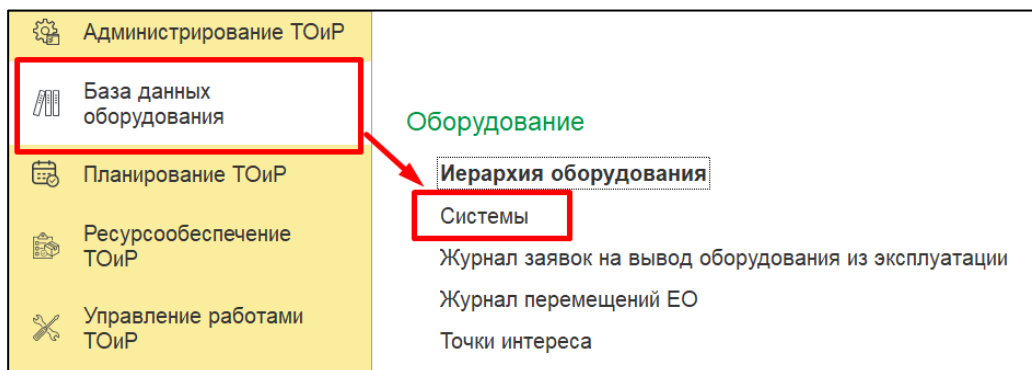 Администрирование ТОиР
База данных
оборудования
Планирование ТОиР
Ресурсообеспечение
ТОиР
Управление работами
ТОиР
Оборудование
Иерархия оборудования
Системы
Журнал заявок на вывод оборудования из эксплуатации
Журнал перемещений ЕО
Точки интереса